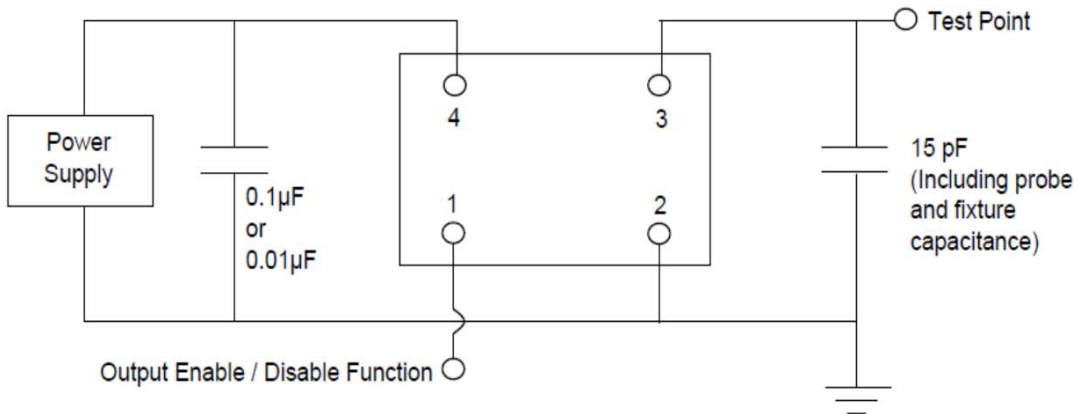 Test Point
4
3
Power
Supply
15 pF
(Including probe
and fixture
capacitance)
0.1µF
or
0.01µF
1
2
Output Enable / Disable Function